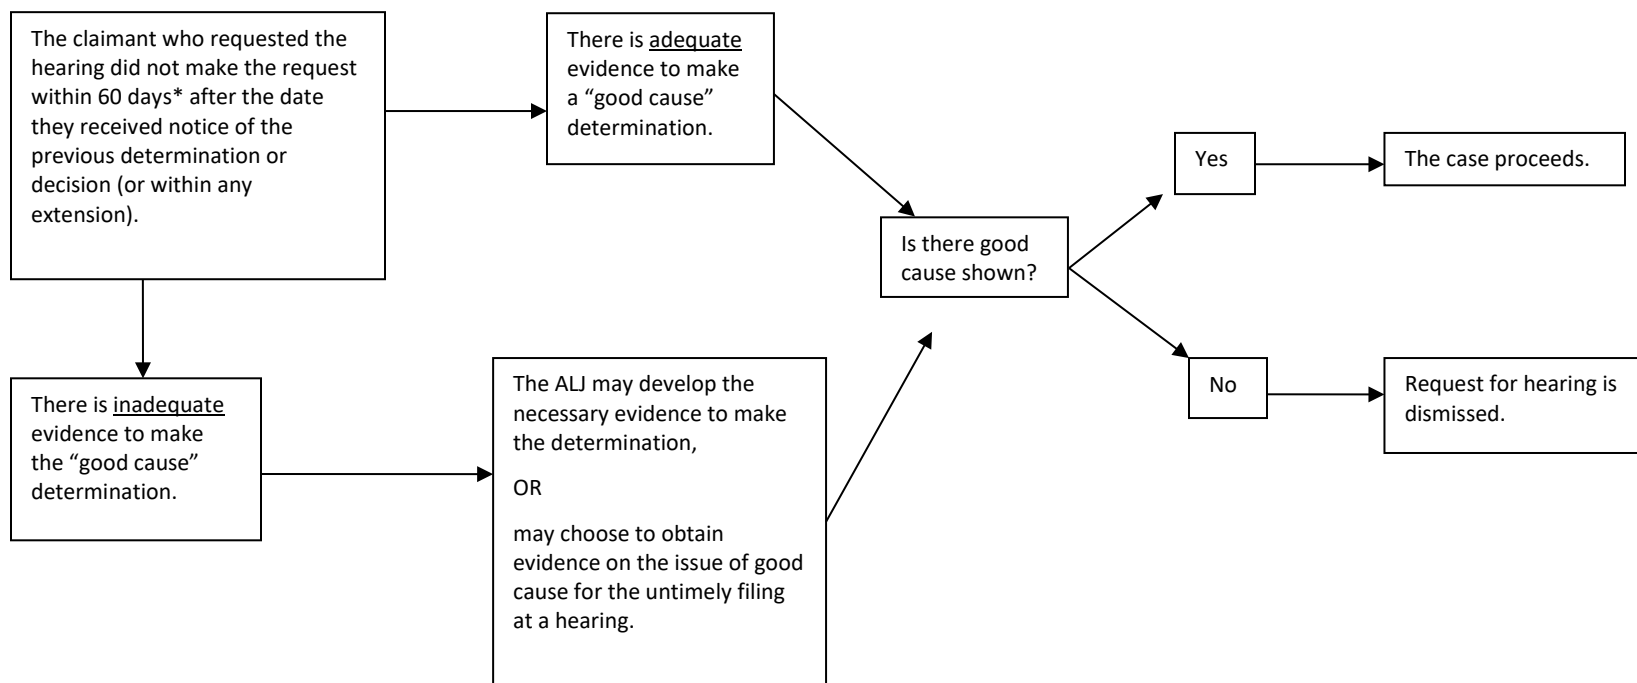 The claimant who requested the
hearing did not make the request
within 60 days* after the date
they received notice of the
previous determination or
decision (or within any
extension).
There is adequate
evidence to make
a “good cause”
determination.
Yes
The case proceeds.
Is there good
cause shown?
There is inadequate
evidence to make
the “good cause”
determination.
The ALJ may develop the
necessary evidence to make
the determination,
OR
may choose to obtain
evidence on the issue of good
cause for the untimely filing
at a hearing.
No
Request for hearing is
dismissed.